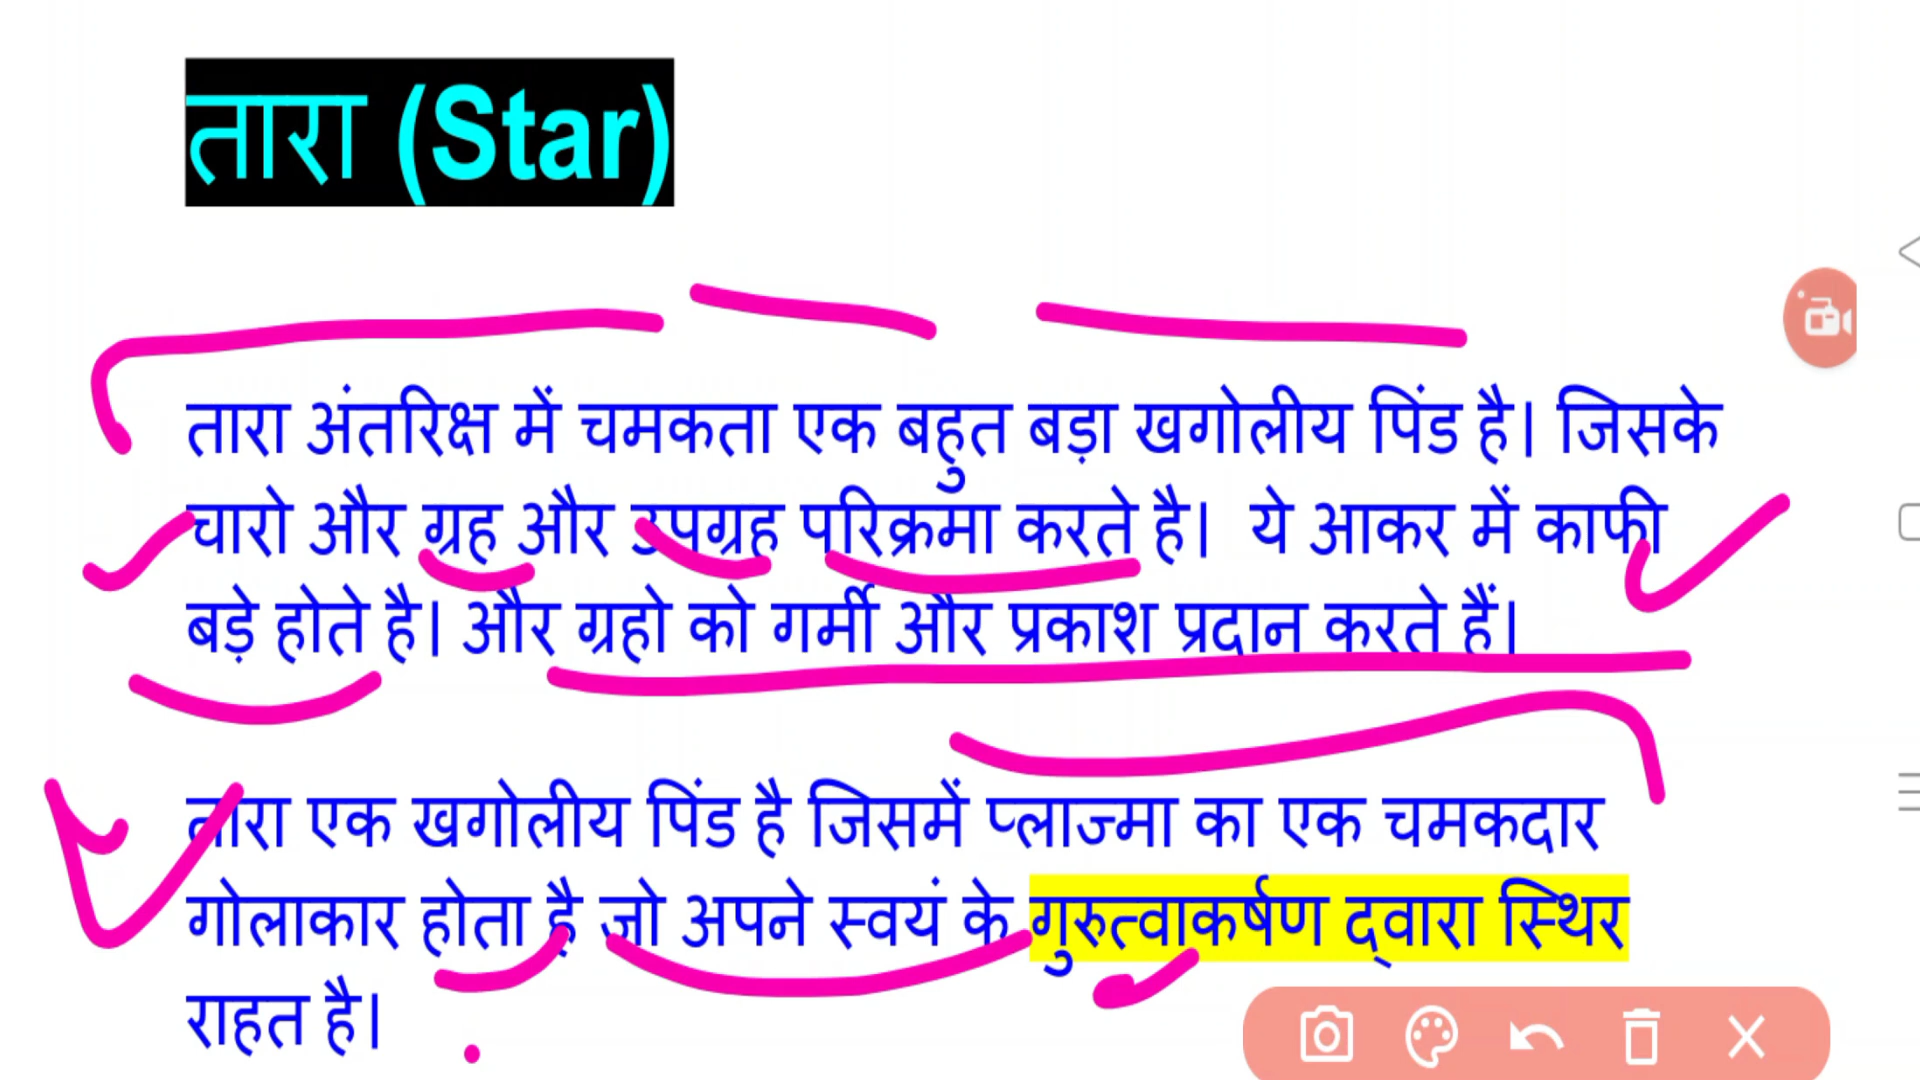 तारा (Star)
तारा अंतरिक्ष में चमकता एक बहुत बड़ा खगोलीय पिंड है। जिसके
चारो और ग्रह और उपग्रह परिक्रमा करते है। ये आकर में काफी
बड़े होते है। और ग्रहो को गर्मी और प्रकाश प्रदान करते हैं।
तारा एक खगोलीय पिंड है जिसमें प्लाज्मा का एक चमकदार
गोलाकार होता है जो अपने स्वयं के गुरुत्वाकर्षण द्वारा स्थिर
राहत है।